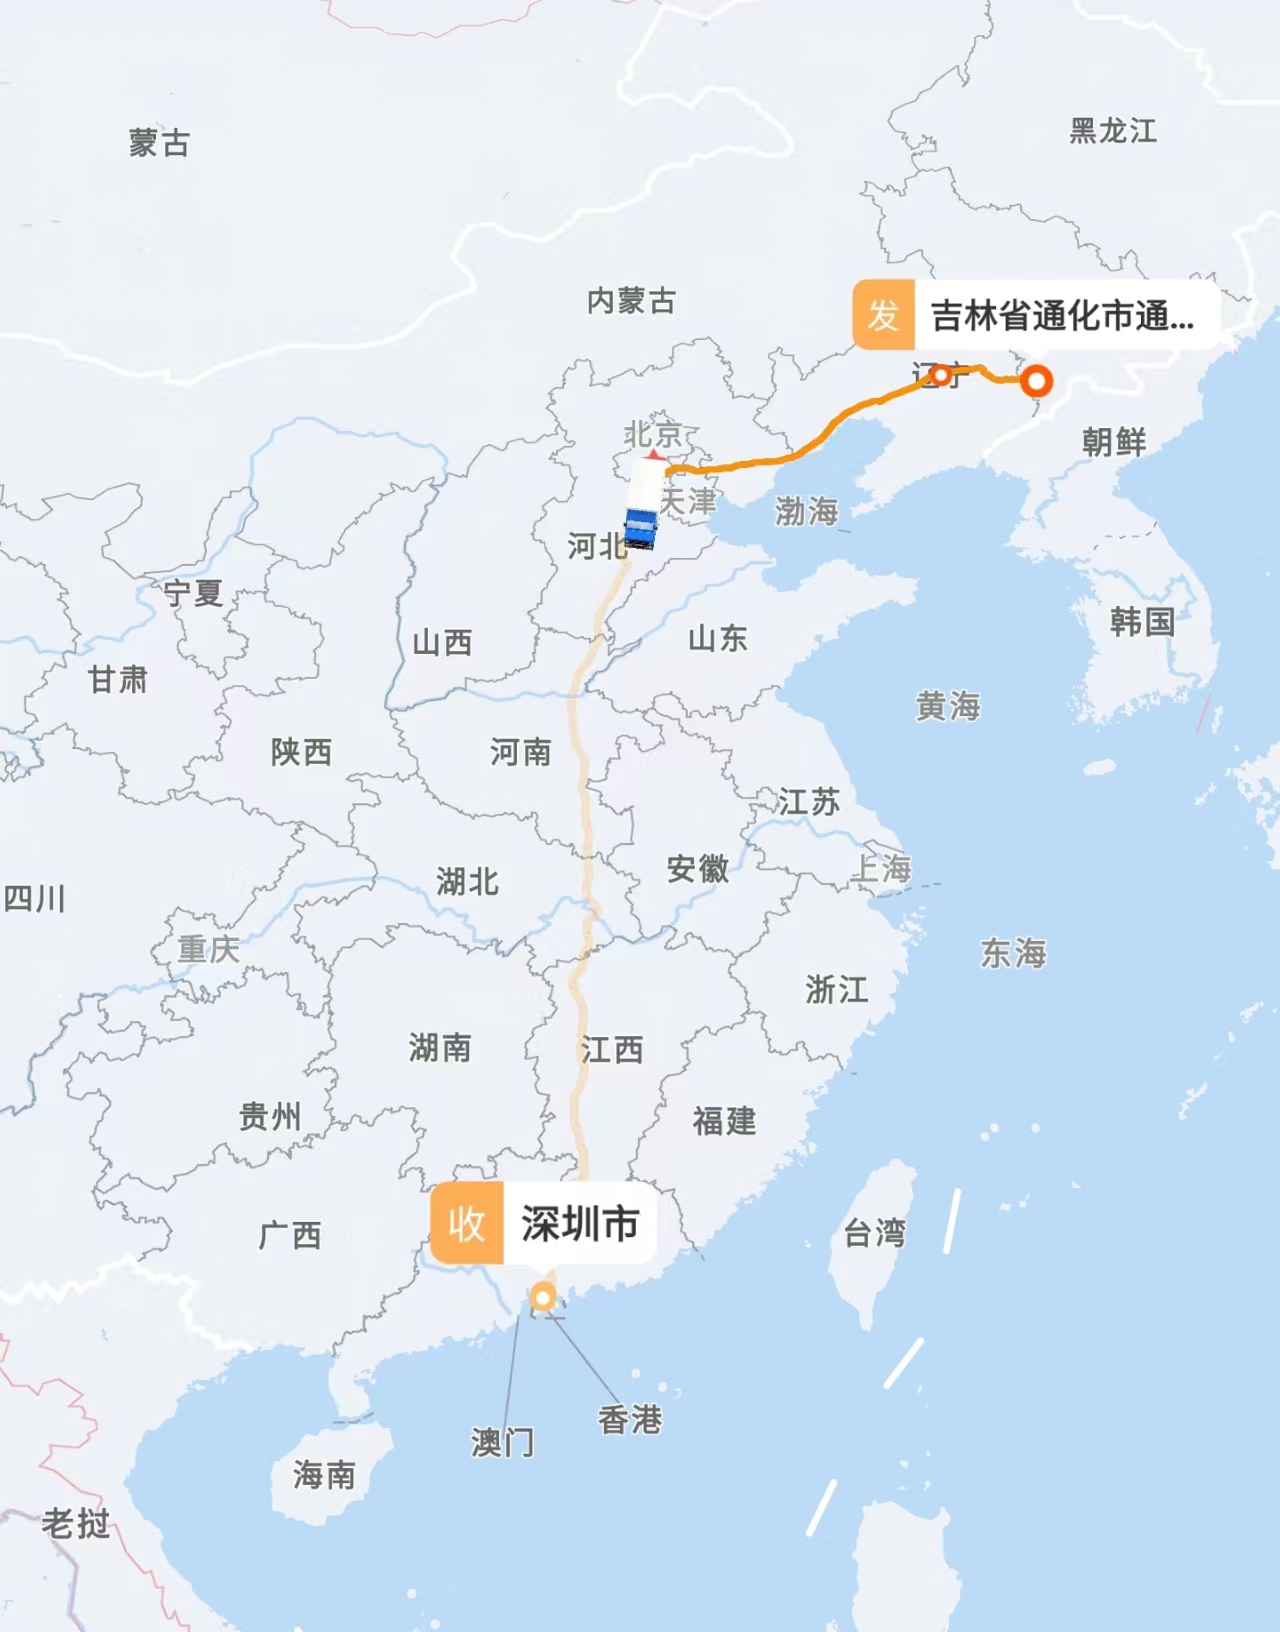 蒙古
黑龙江
内蒙古
发 吉林省通化市通...
辽宁
北京
朝鲜
天津
渤海
河北
宁夏
山西
山东
韩国
甘肃
黄海
陕西
河南
江苏
安徽
上海
湖北
四川
重庆
东海
浙江
湖南
江西
贵州
福建
收 深圳市
广西
台湾
香港
澳门
海南
老挝